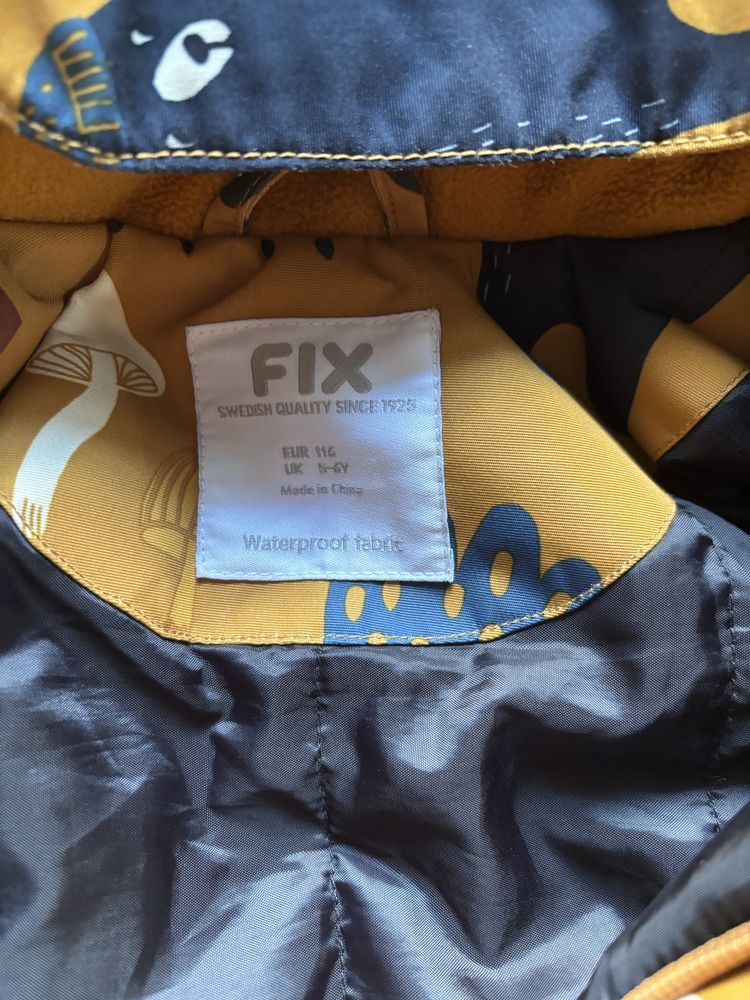 FIX
SWEDISH QUALITY SINCE 1925
EUR 116
UK 5-6Y
Made in China
Waterproof fabric